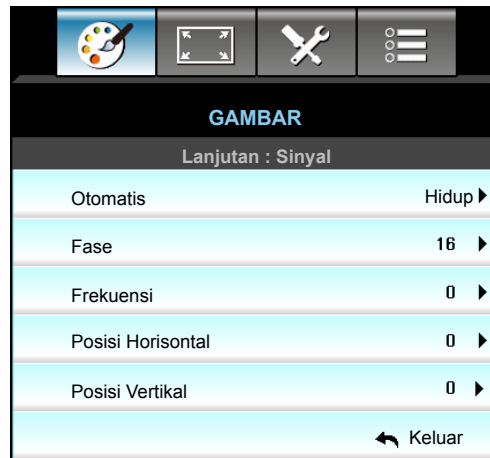 GAMBAR
Lanjutan : Sinyal
Otomatis Hidup
Fase 16
Frekuensi 0
Posisi Horisontal 0
Posisi Vertikal 0
Keluar